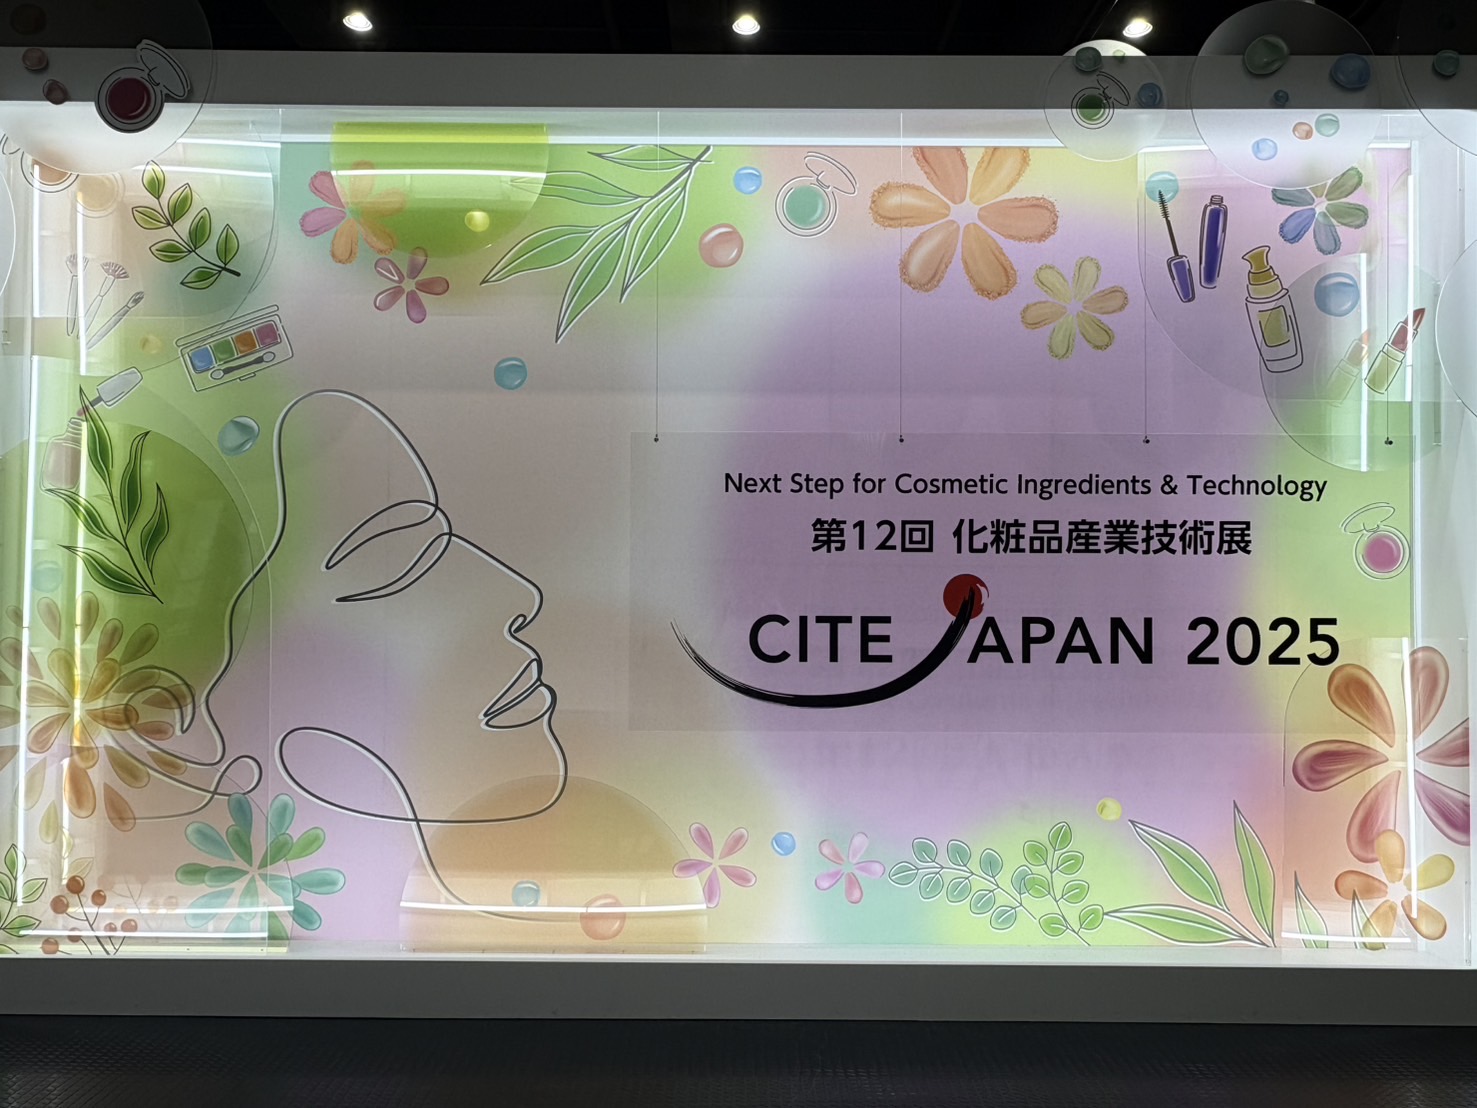 Next Step for Cosmetic Ingredients & Technology
第12回 化粧品産業技術展
CITE JAPAN 2025